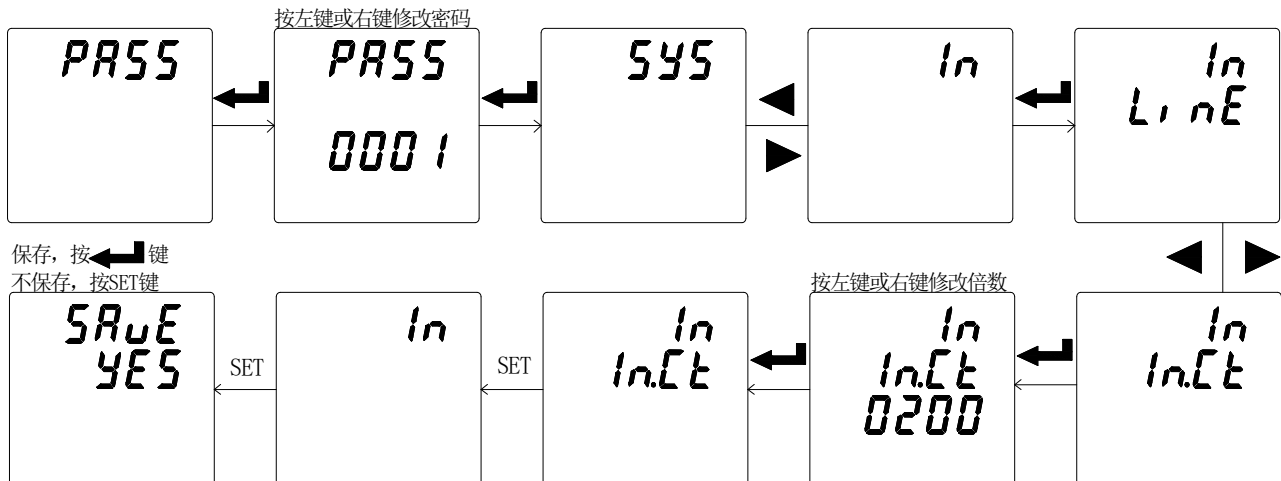 按左键或右键修改密码
PASS
PASS
0001
SYS
In
In
LinE
保存，按 键
不保存，按SET键
SAvE
YES
SET
In
SET
In
In.Ct
按左键或右键修改倍数
In
In.Ct
0200
In
In.Ct